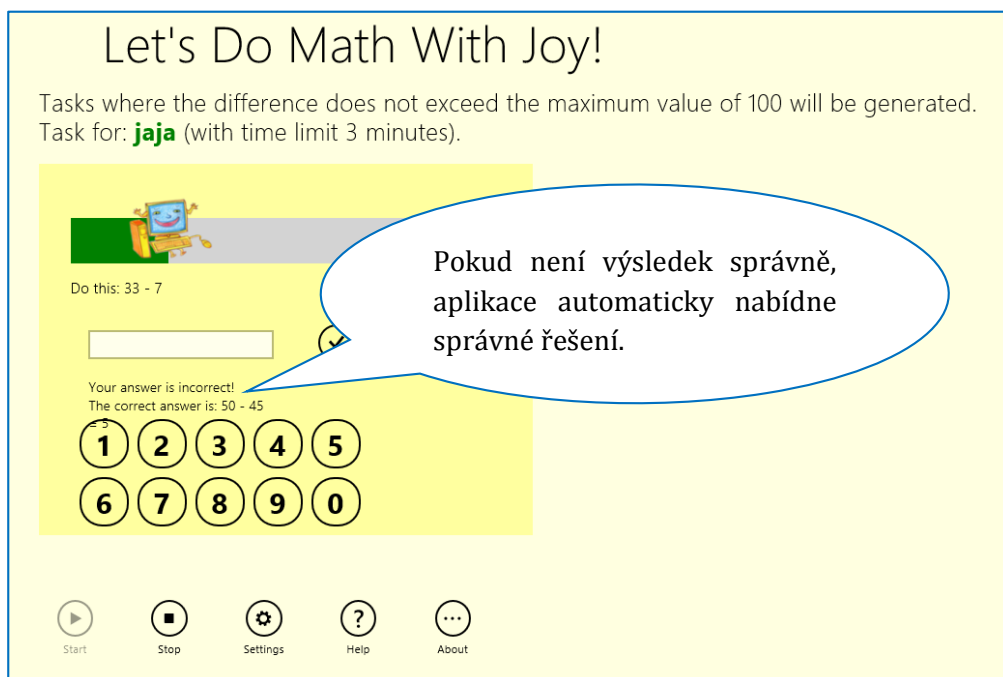 Let's Do Math With Joy!
Tasks where the difference does not exceed the maximum value of 100 will be generated.
Task for: jaja (with time limit 3 minutes).
Do this: 33 - 7
Pokud není výsledek správně,
aplikace automaticky nabídne
správné řešení.
Your answer is incorrect!
The correct answer is: 50 - 45
= 5
1 2 3 4 5
6 7 8 9 0
Start Stop Settings Help About